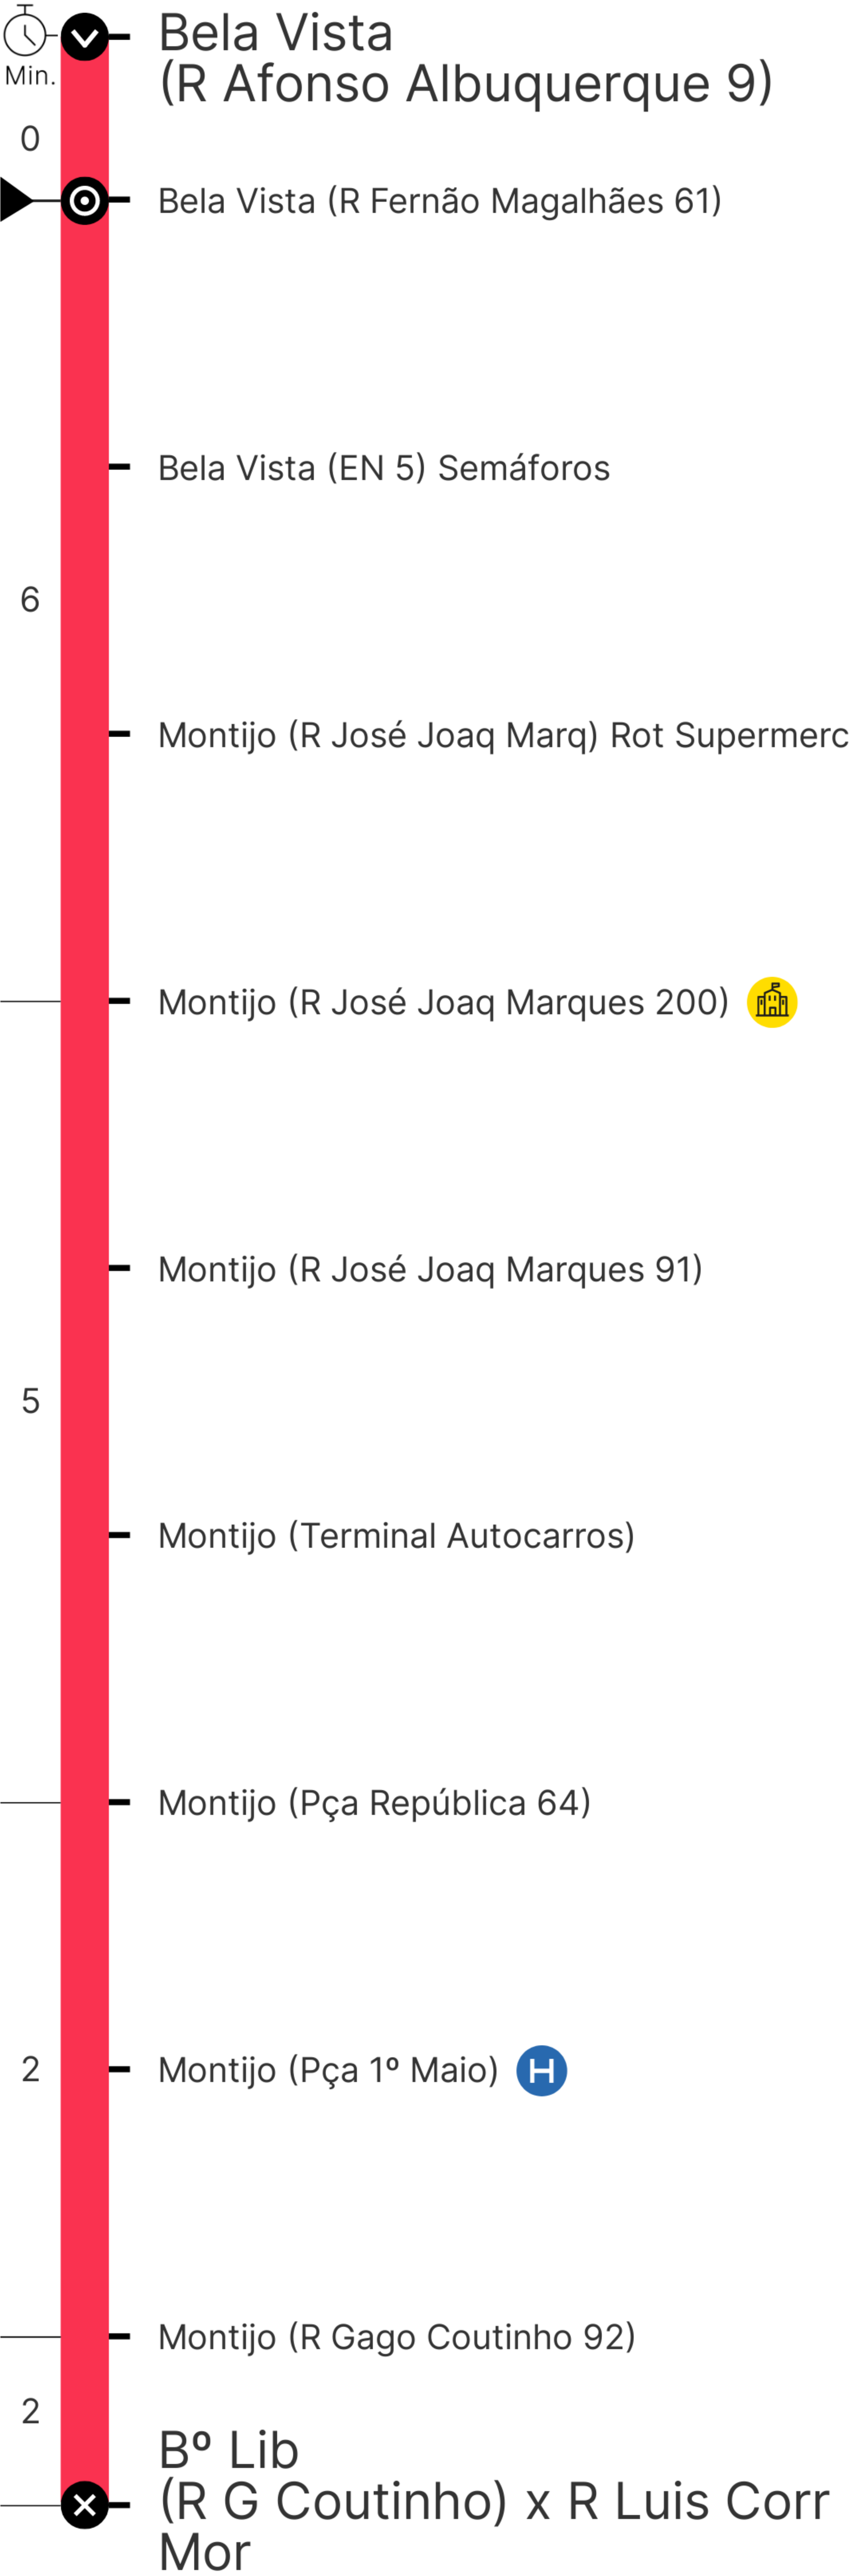 Bela Vista
(R Afonso Albuquerque 9)
Min.
0
Bela Vista (R Fernão Magalhães 61)
Bela Vista (EN 5) Semáforos
6
Montijo (R José Joaq Marq) Rot Supermerc
Montijo (R José Joaq Marques 200)
Montijo (R José Joaq Marques 91)
5
Montijo (Terminal Autocarros)
Montijo (Pça República 64)
2
Montijo (Pça 1º Maio) H
Montijo (R Gago Coutinho 92)
2
Bº Lib
(R G Coutinho) x R Luis Corr
Mor